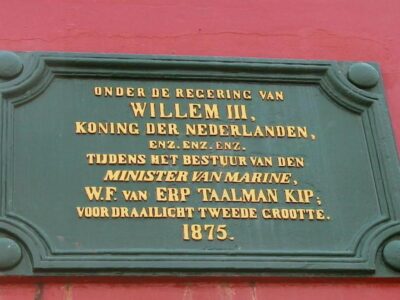 ONDER DE REGERING VAN
WILLEM III,
KONING DER NEDERLANDEN,
ENZ. ENZ. ENZ.
TIJDENS HET BESTUUR VAN DEN
MINISTER VAN MARINE,
W.F. VAN ERP TAALMAN KIP;
VOOR DRAAILICHT TWEEDE GROOTTE.
1875.